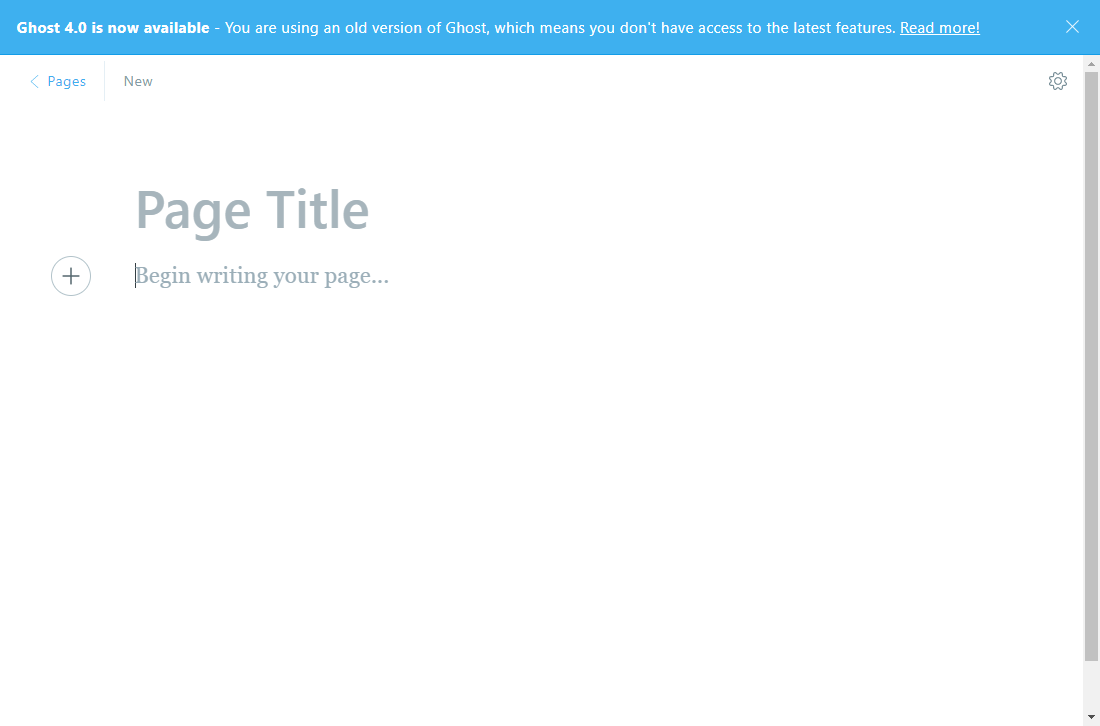 Ghost 4.0 is now available - You are using an old version of Ghost, which means you don't have access to the latest features. Read more!
Pages New
Page Title
Begin writing your page...